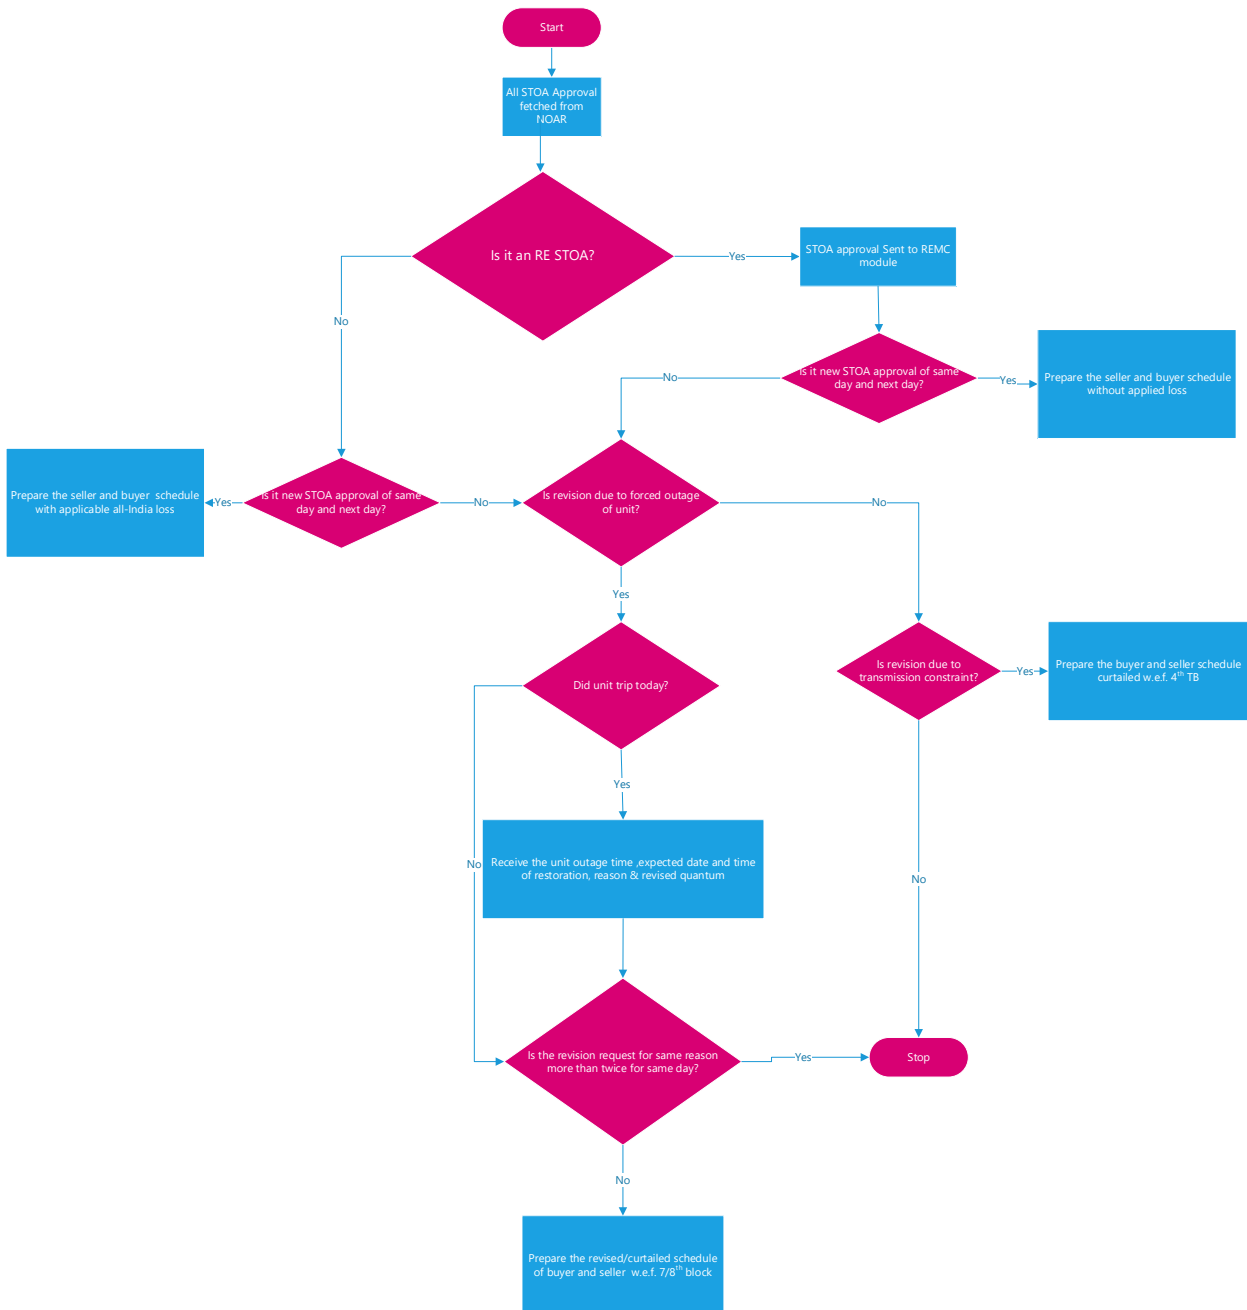 Start
All STOA Approval
fetched from
NOAR
Is it an RE STOA?
Yes
STOA approval Sent to REMC
module
No
Is it new STOA approval of same
day and next day?
No
Yes
Prepare the seller and buyer schedule
without applied loss
Prepare the seller and buyer schedule
with applicable all-India loss
Yes
Is it new STOA approval of same
day and next day?
No
Is revision due to forced outage
of unit?
No
Yes
Did unit trip today?
Is revision due to
transmission constraint?
Yes
Prepare the buyer and seller schedule
curtailed w.e.f. 4th TB
Yes
No
Receive the unit outage time ,expected date and time
of restoration, reason & revised quantum
No
Is the revision request for same reason
more than twice for same day?
Yes
Stop
No
Prepare the revised/curtailed schedule
of buyer and seller w.e.f. 7/8th block